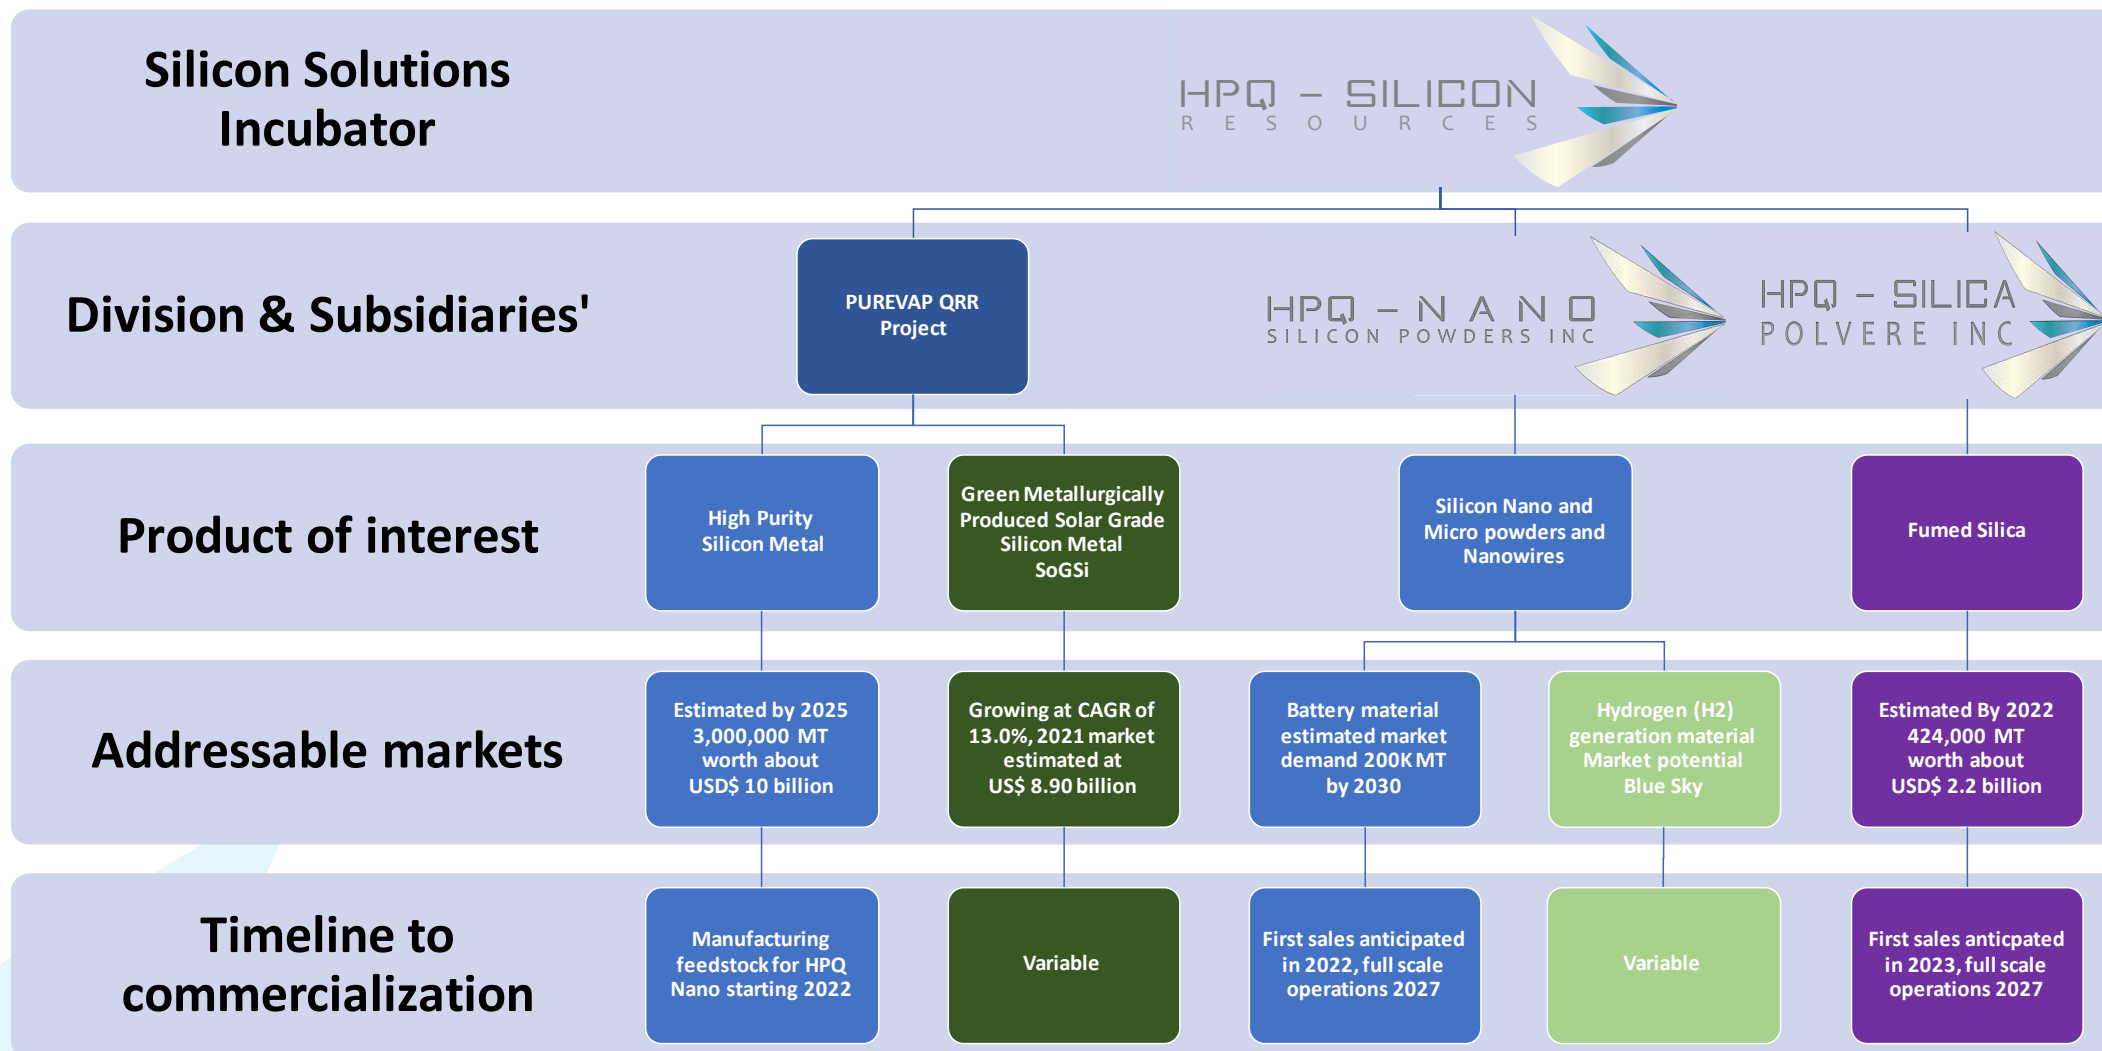 Silicon Solutions
Incubator
HPQ – SILICON
RESOURCES
Division & Subsidiaries'
PUREVAP QRR
Project
HPQ – NANO
SILICON POWDERS INC
HPQ – SILICA
POLVERE INC
Product of interest
High Purity
Silicon Metal
Green Metallurgically
Produced Solar Grade
Silicon Metal
SoGSi
Silicon Nano and
Micro powders and
Nanowires
Fumed Silica
Addressable markets
Estimated by 2025
3,000,000 MT
worth about
USD$ 10 billion
Growing at CAGR of
13.0%, 2021 market
estimated at
US$ 8.90 billion
Battery material
estimated market
demand 200K MT
by 2030
Hydrogen (H2)
generation material
Market potential
Blue Sky
Estimated By 2022
424,000 MT
worth about
USD$ 2.2 billion
Timeline to
commercialization
Manufacturing
feedstock for HPQ
Nano starting 2022
Variable
First sales anticipated
in 2022, full scale
operations 2027
Variable
First sales anticpated
in 2023, full scale
operations 2027